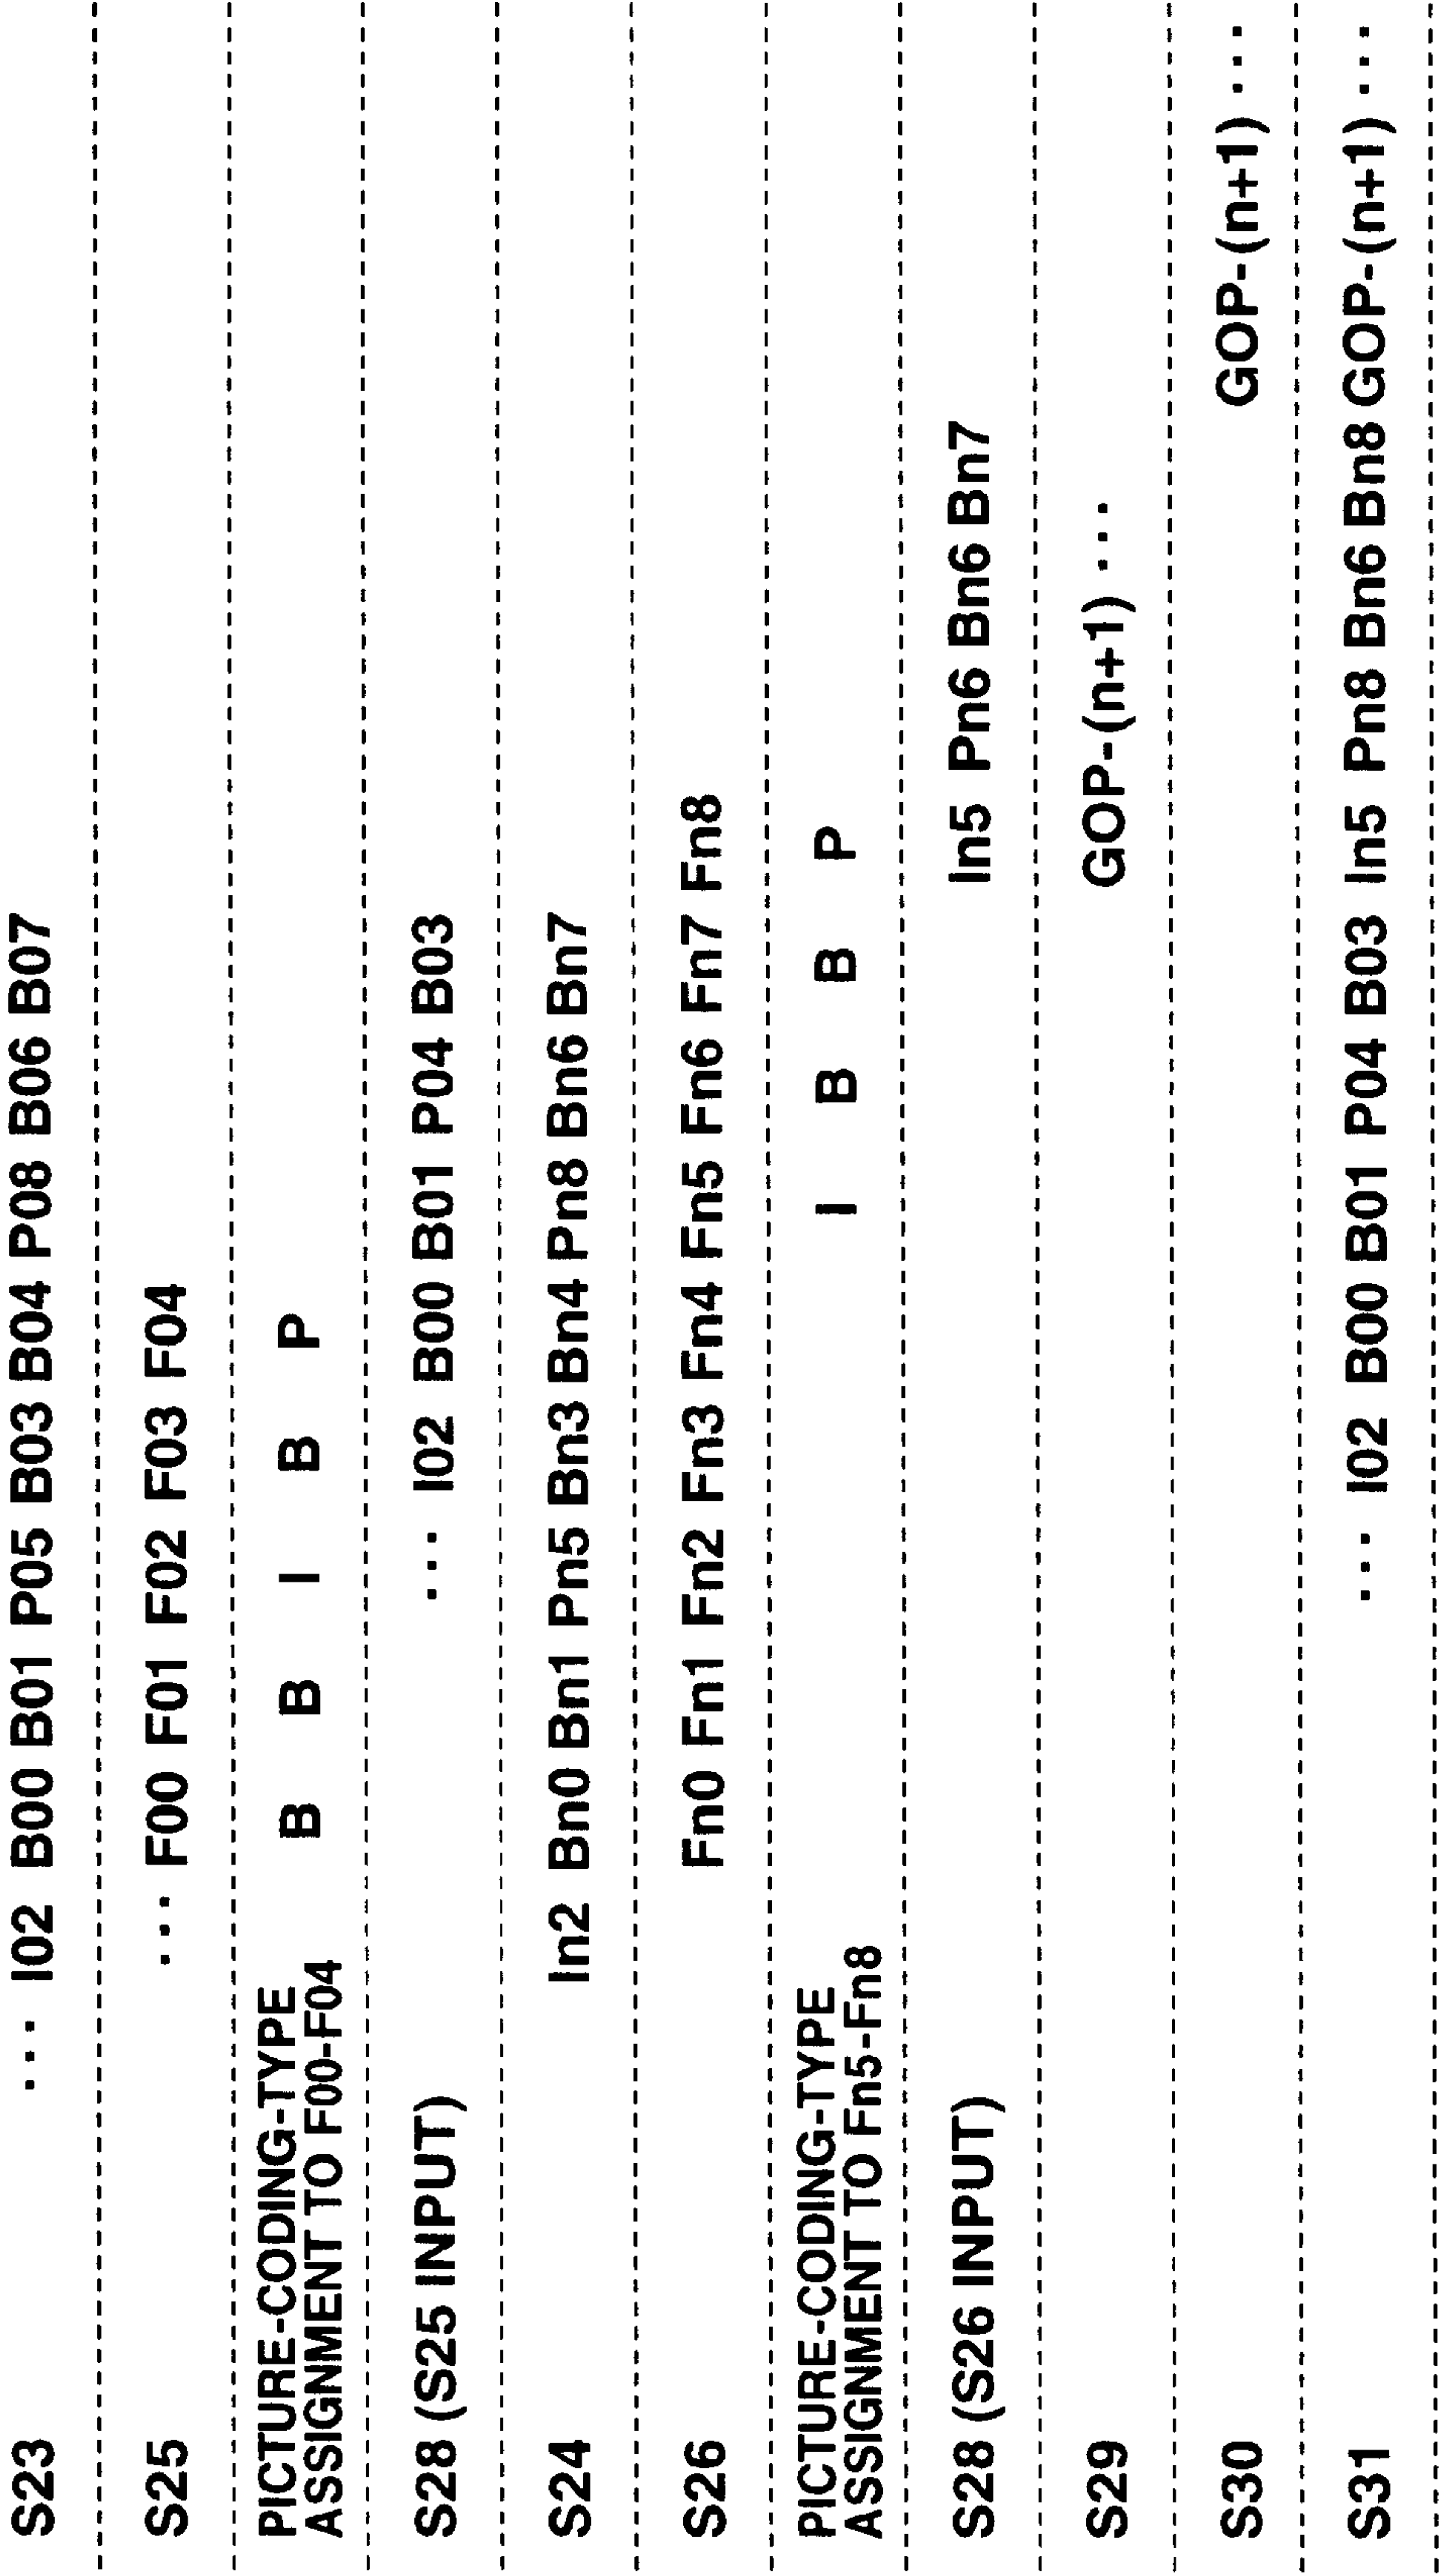 S23 ··· I02 B00 B01 P05 B03 B04 P08 B06 B07
S25 ··· F00 F01 F02 F03 F04
PICTURE-CODING-TYPE
ASSIGNMENT TO F00-F04 B B I B P
S28 (S25 INPUT) ··· I02 B00 B01 P04 B03
S24 In2 Bn0 Bn1 Pn5 Bn3 Bn4 Pn8 Bn6 Bn7
S26 Fn0 Fn1 Fn2 Fn3 Fn4 Fn5 Fn6 Fn7 Fn8
PICTURE-CODING-TYPE
ASSIGNMENT TO Fn5-Fn8 I B B P
S28 (S26 INPUT) In5 Pn6 Bn6 Bn7
S29 GOP-(n+1) ···
S30 GOP-(n+1) ···
S31 ··· I02 B00 B01 P04 B03 In5 Pn8 Bn6 Bn8 GOP-(n+1) ···